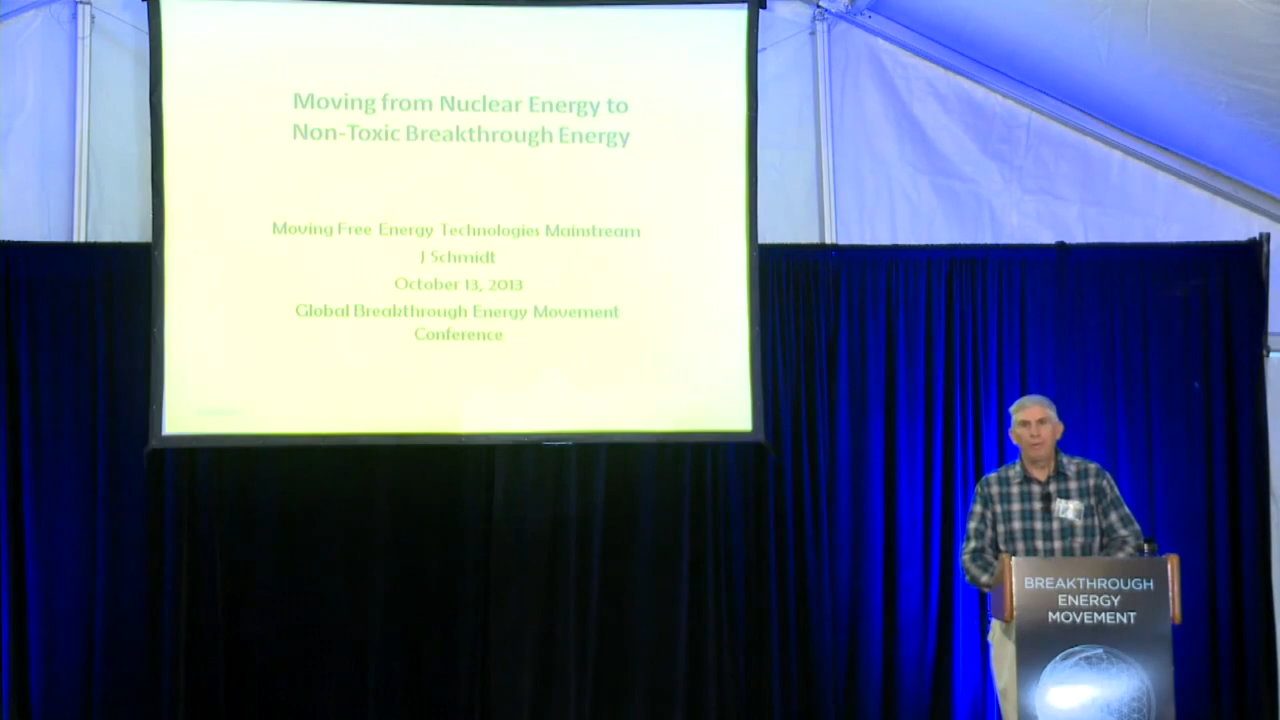 Moving from Nuclear Energy to
Non-Toxic Breakthrough Energy
Moving Free Energy Technologies Mainstream
J Schmidt
October 13, 2013
Global Breakthrough Energy Movement
Conference
BREAKTHROUGH
ENERGY
MOVEMENT